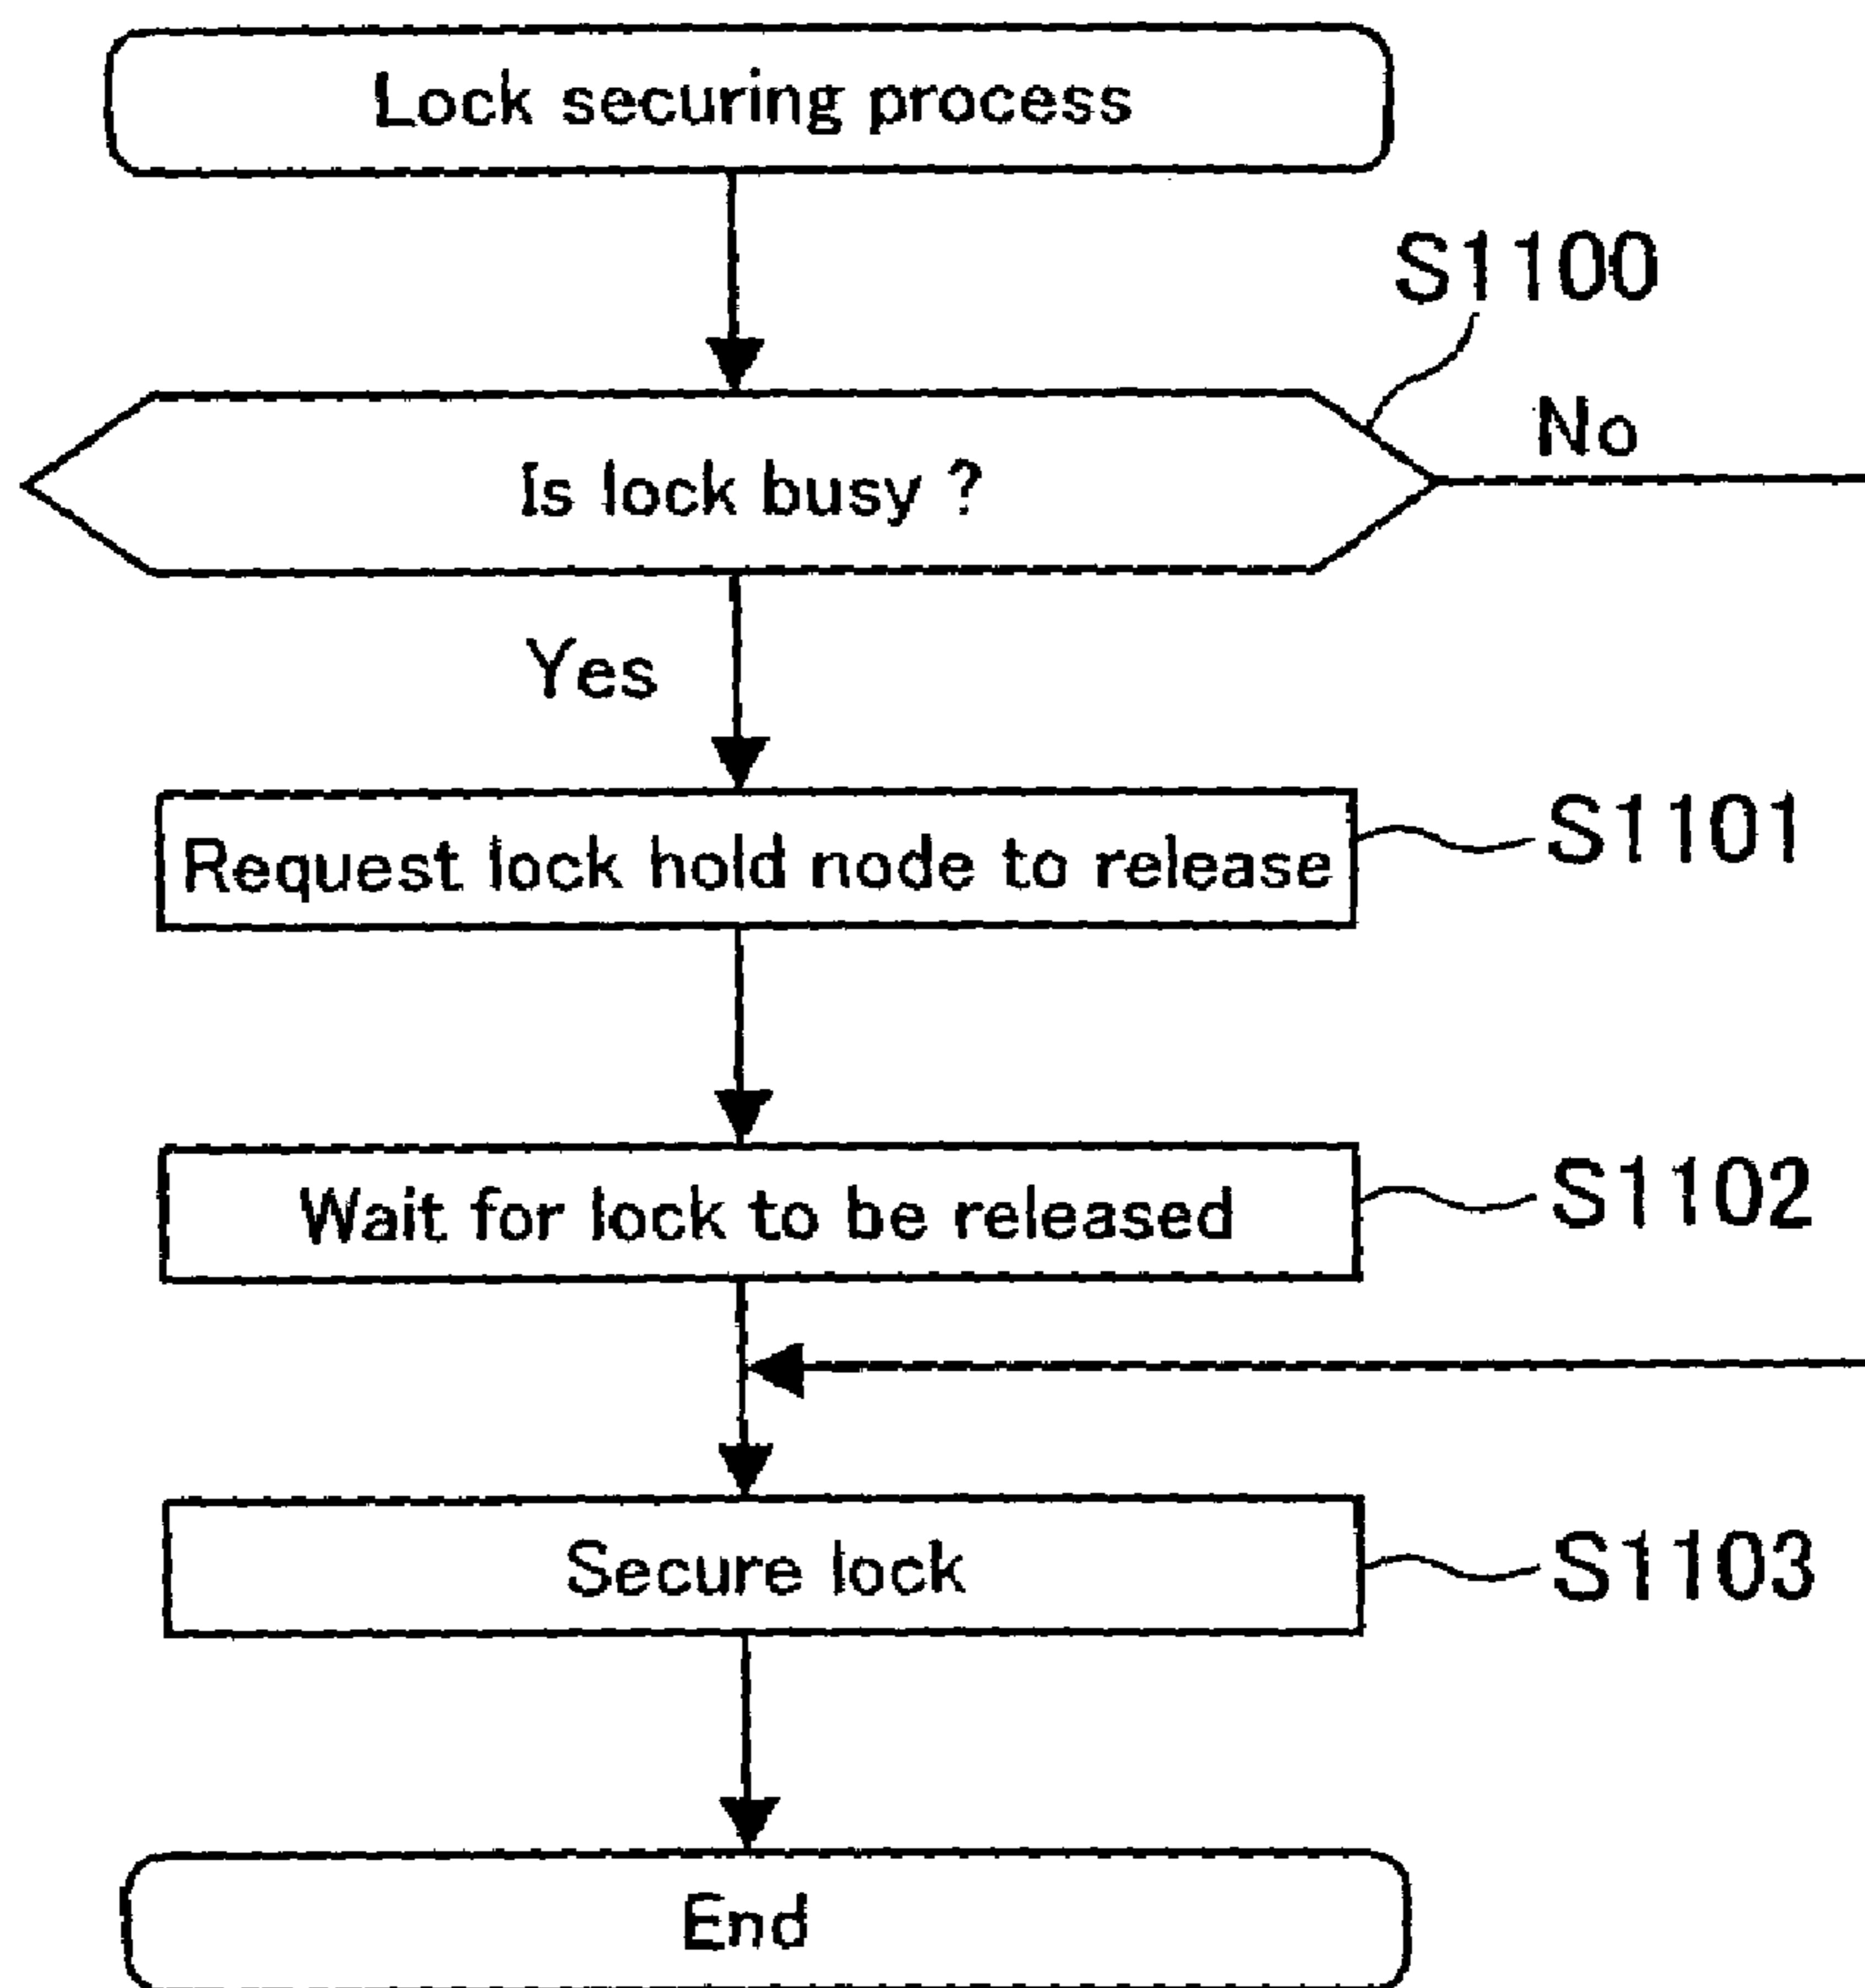 Lock securing process
S1100
Is lock busy ?
No
Yes
Request lock hold node to release
S1101
Wait for lock to be released
S1102
Secure lock
S1103
End